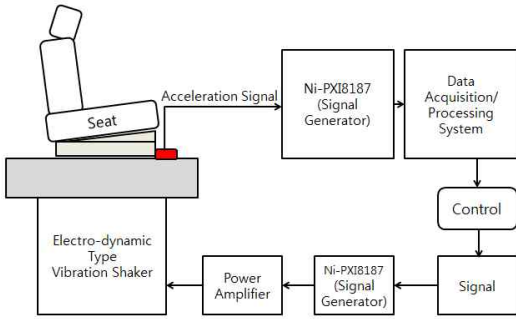 Seat
Acceleration Signal
Ni-PXI8187
(Signal
Generator)
Data
Acquisition/
Processing
System
Control
Signal
Ni-PXI8187
(Signal
Generator)
Power
Amplifier
Electro-dynamic
Type
Vibration Shaker